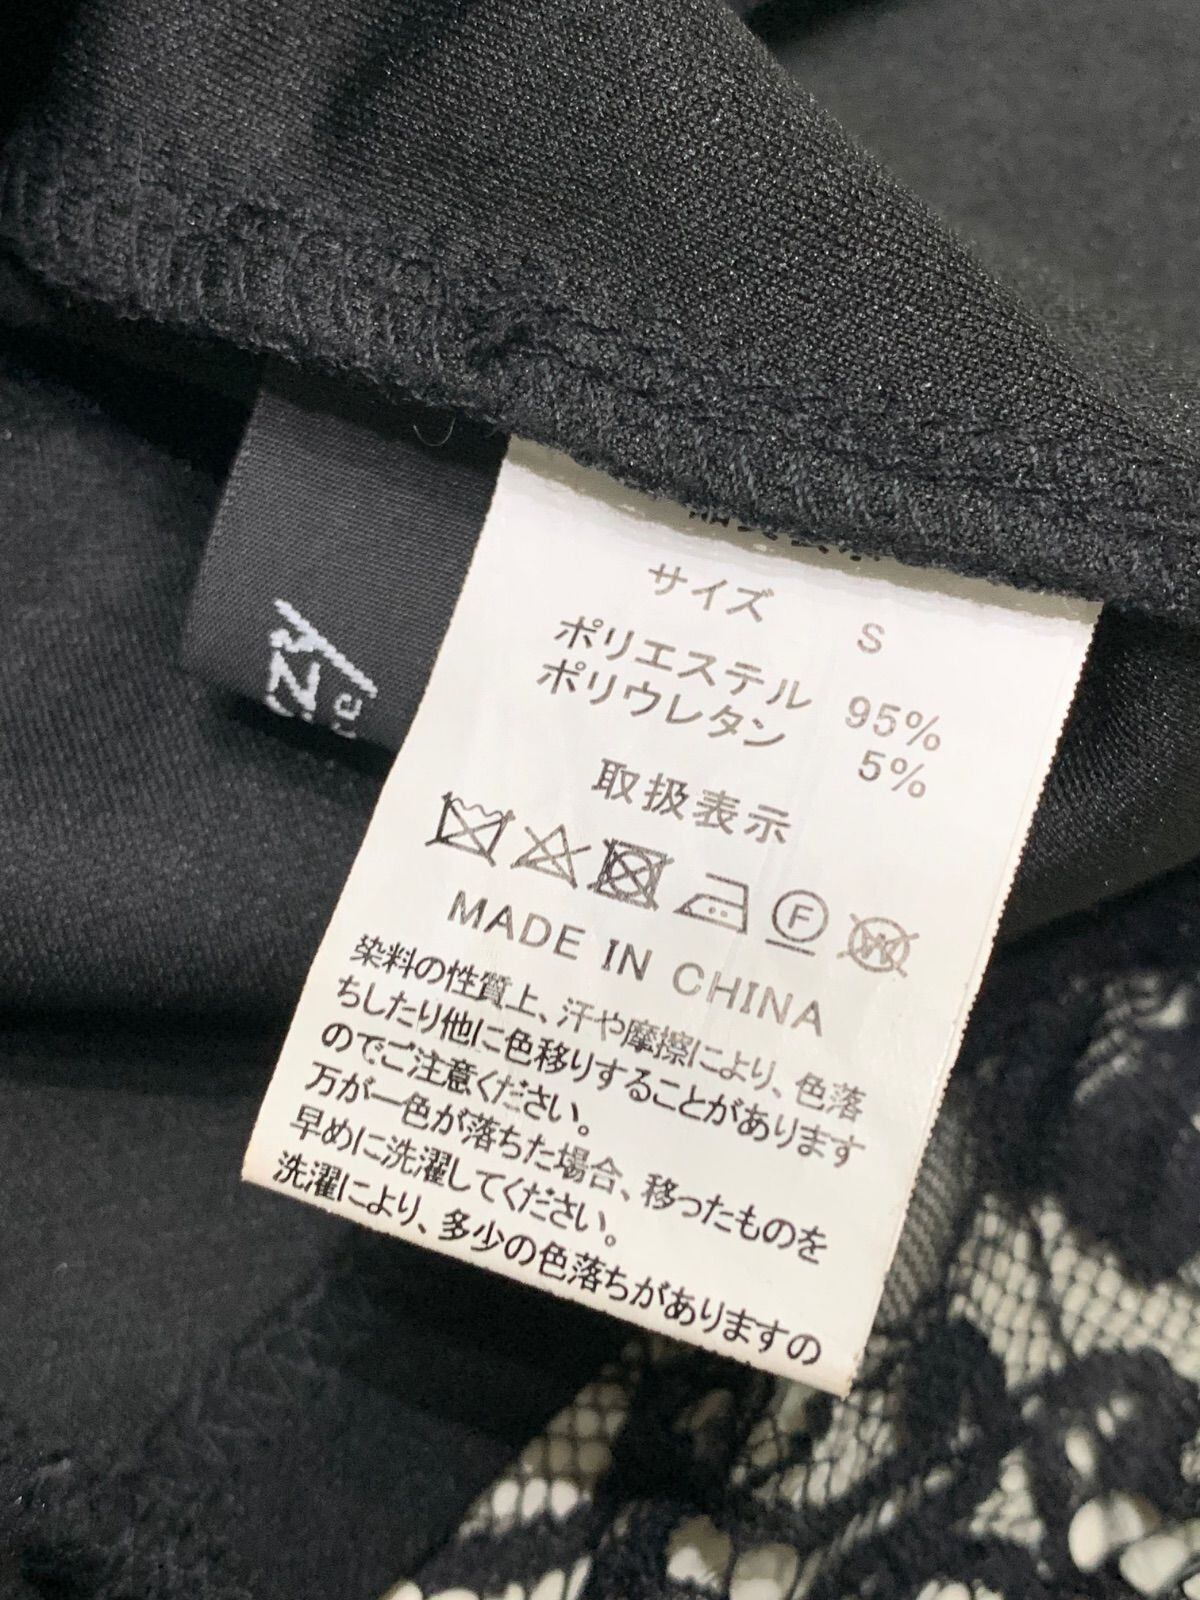 サイズ S
ポリエステル 95%
ポリウレタン 5%
取扱表示
F
W
MADE IN CHINA
染料の性質上、汗や摩擦により、色落
ちしたり他に色移りすることがあります
のでご注意ください。
万が一色が落ちた場合、移ったものを
早めに洗濯してください。
洗濯により、多少の色落ちがありますの